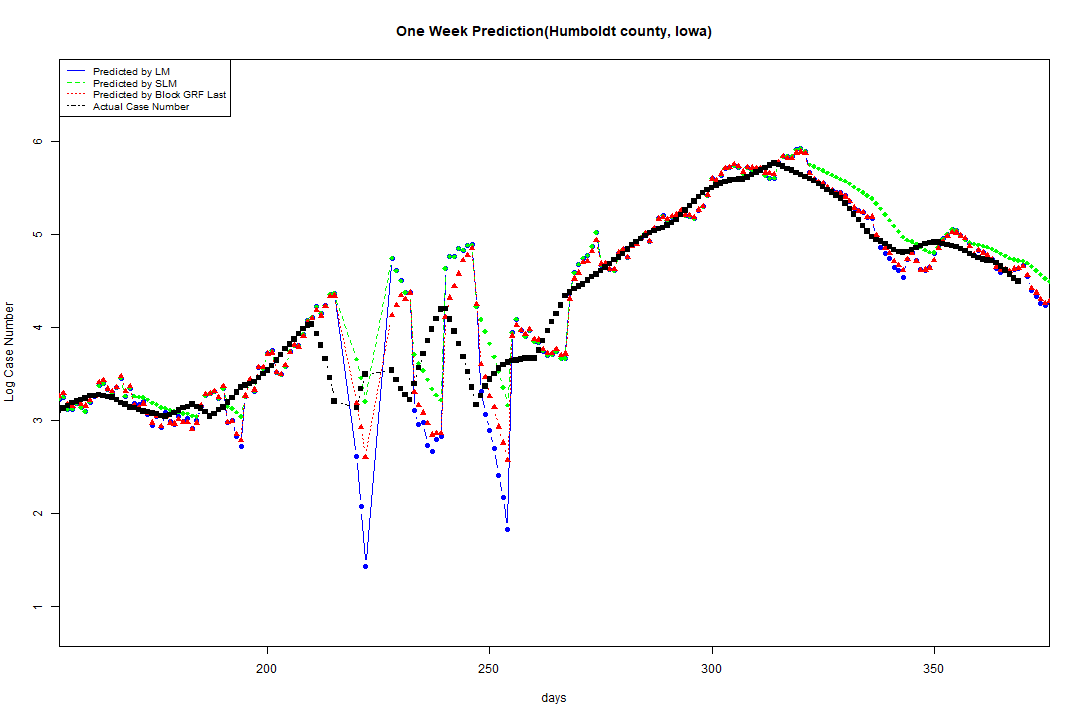 One Week Prediction(Humboldt county, Iowa)
Predicted by LM
Predicted by SLM
Predicted by Block GRF Last
Actual Case Number
Log Case Number
6
5
4
3
2
1
200
250
300
350
days